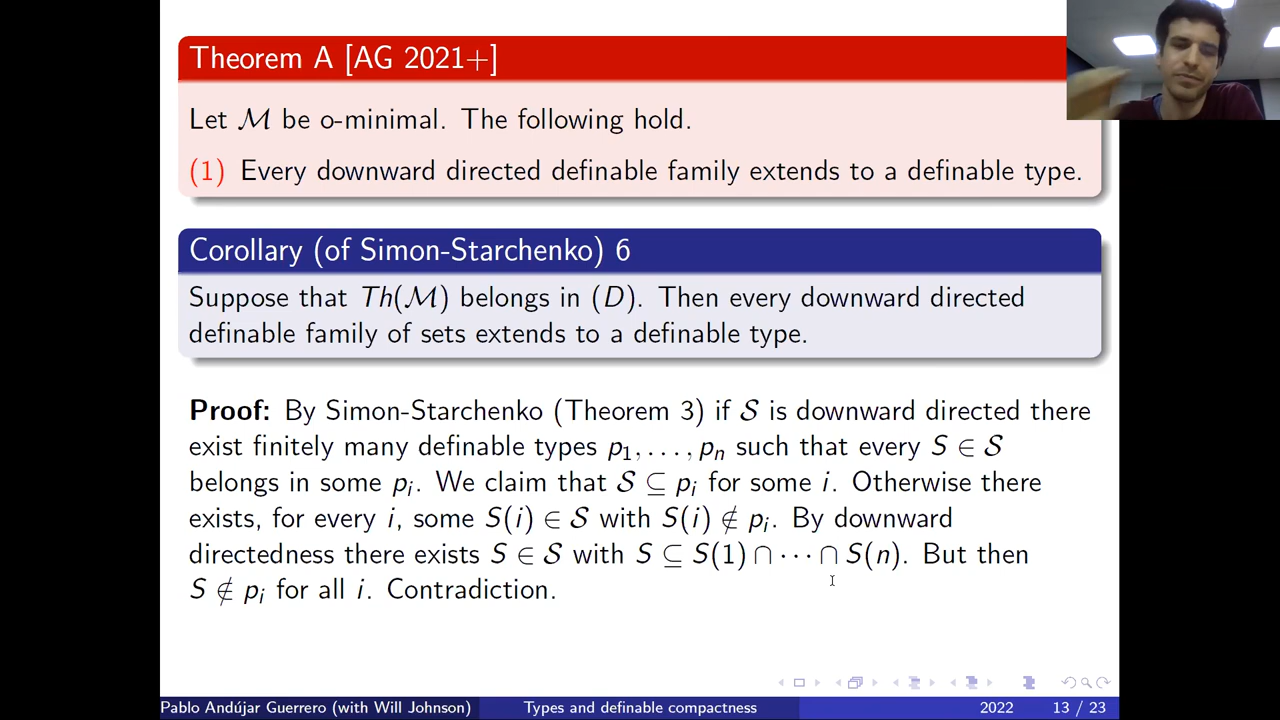 Theorem A [AG 2021+]
Let ℳ be o-minimal. The following hold.
(1) Every downward directed definable family extends to a definable type.
Corollary (of Simon-Starchenko) 6
Suppose that Th(ℳ) belongs in (D). Then every downward directed
definable family of sets extends to a definable type.
Proof: By Simon-Starchenko (Theorem 3) if 𝒮 is downward directed there
exist finitely many definable types p₁, . . . , pₙ such that every S ∈ 𝒮
belongs in some pᵢ. We claim that 𝒮 ⊆ pᵢ for some i. Otherwise there
exists, for every i, some S(i) ∈ 𝒮 with S(i) ∉ pᵢ. By downward
directedness there exists S ∈ 𝒮 with S ⊆ S(1) ∩ ··· ∩ S(n). But then
S ∉ pᵢ for all i. Contradiction.
Pablo Andújar Guerrero (with Will Johnson) Types and definable compactness 2022 13 / 23